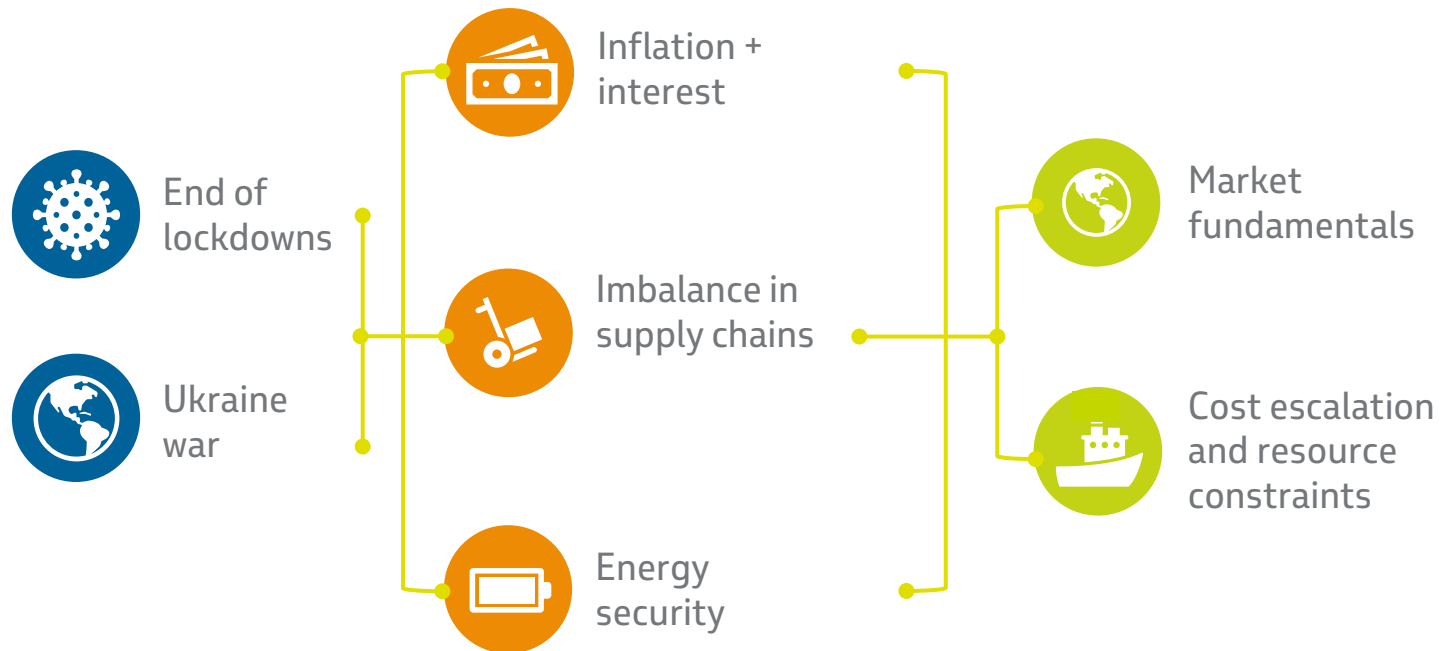 End of
lockdowns
Ukraine
war
Inflation +
interest
Imbalance in
supply chains
Energy
security
Market
fundamentals
Cost escalation
and resource
constraints